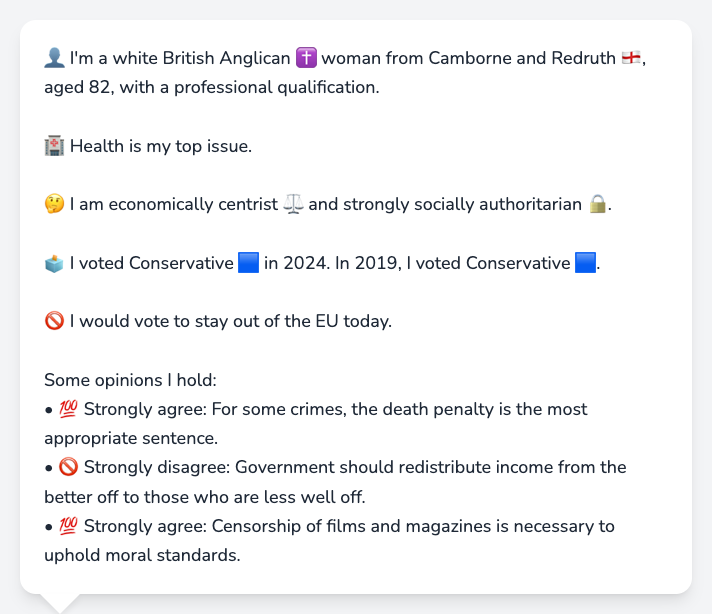 👤 I'm a white British Anglican ✝️ woman from Camborne and Redruth 🏴󠁧󠁢󠁥󠁮󠁧󠁿,
aged 82, with a professional qualification.
🏥 Health is my top issue.
🤔 I am economically centrist ⚖️ and strongly socially authoritarian 🔒.
🗳️ I voted Conservative 🟦 in 2024. In 2019, I voted Conservative 🟦.
🚫 I would vote to stay out of the EU today.
Some opinions I hold:
• 💯 Strongly agree: For some crimes, the death penalty is the most
appropriate sentence.
• 🚫 Strongly disagree: Government should redistribute income from the
better off to those who are less well off.
• 💯 Strongly agree: Censorship of films and magazines is necessary to
uphold moral standards.